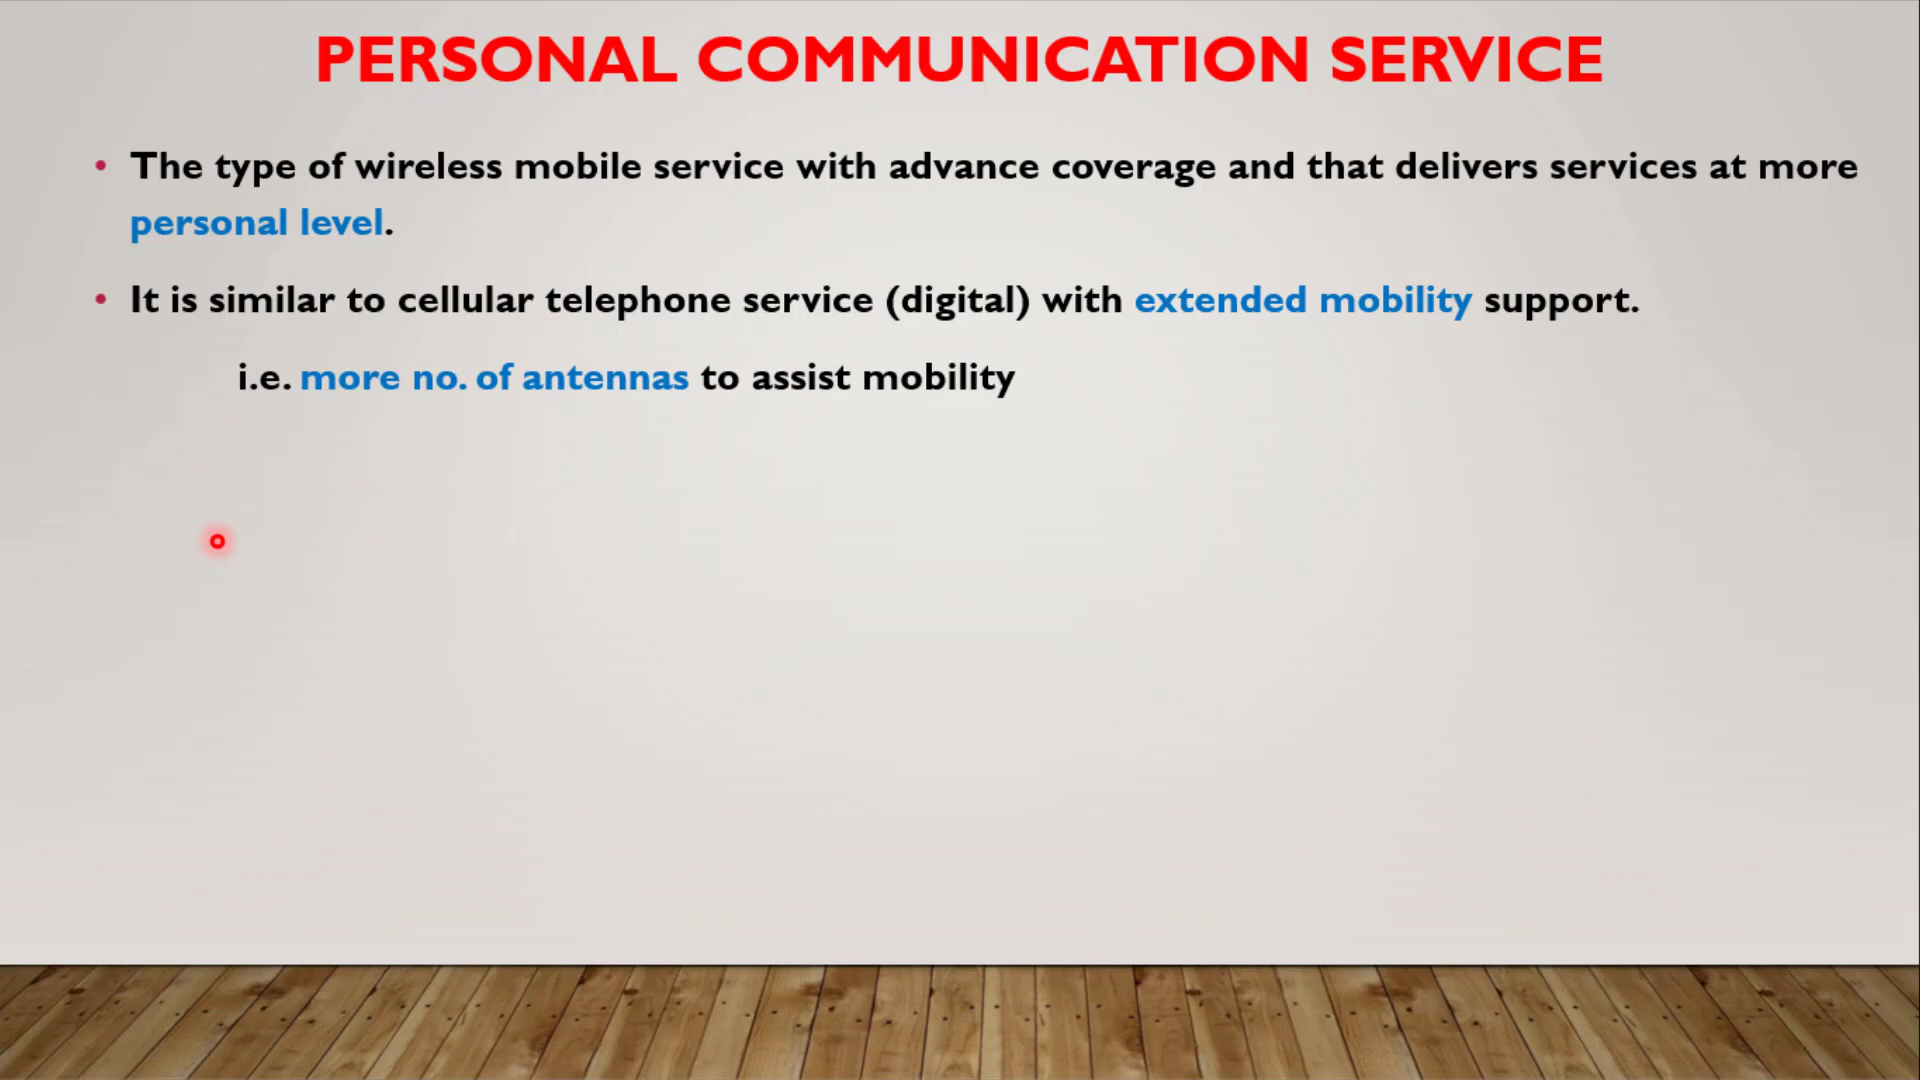 PERSONAL COMMUNICATION SERVICE
• The type of wireless mobile service with advance coverage and that delivers services at more
personal level.
• It is similar to cellular telephone service (digital) with extended mobility support.
i.e. more no. of antennas to assist mobility